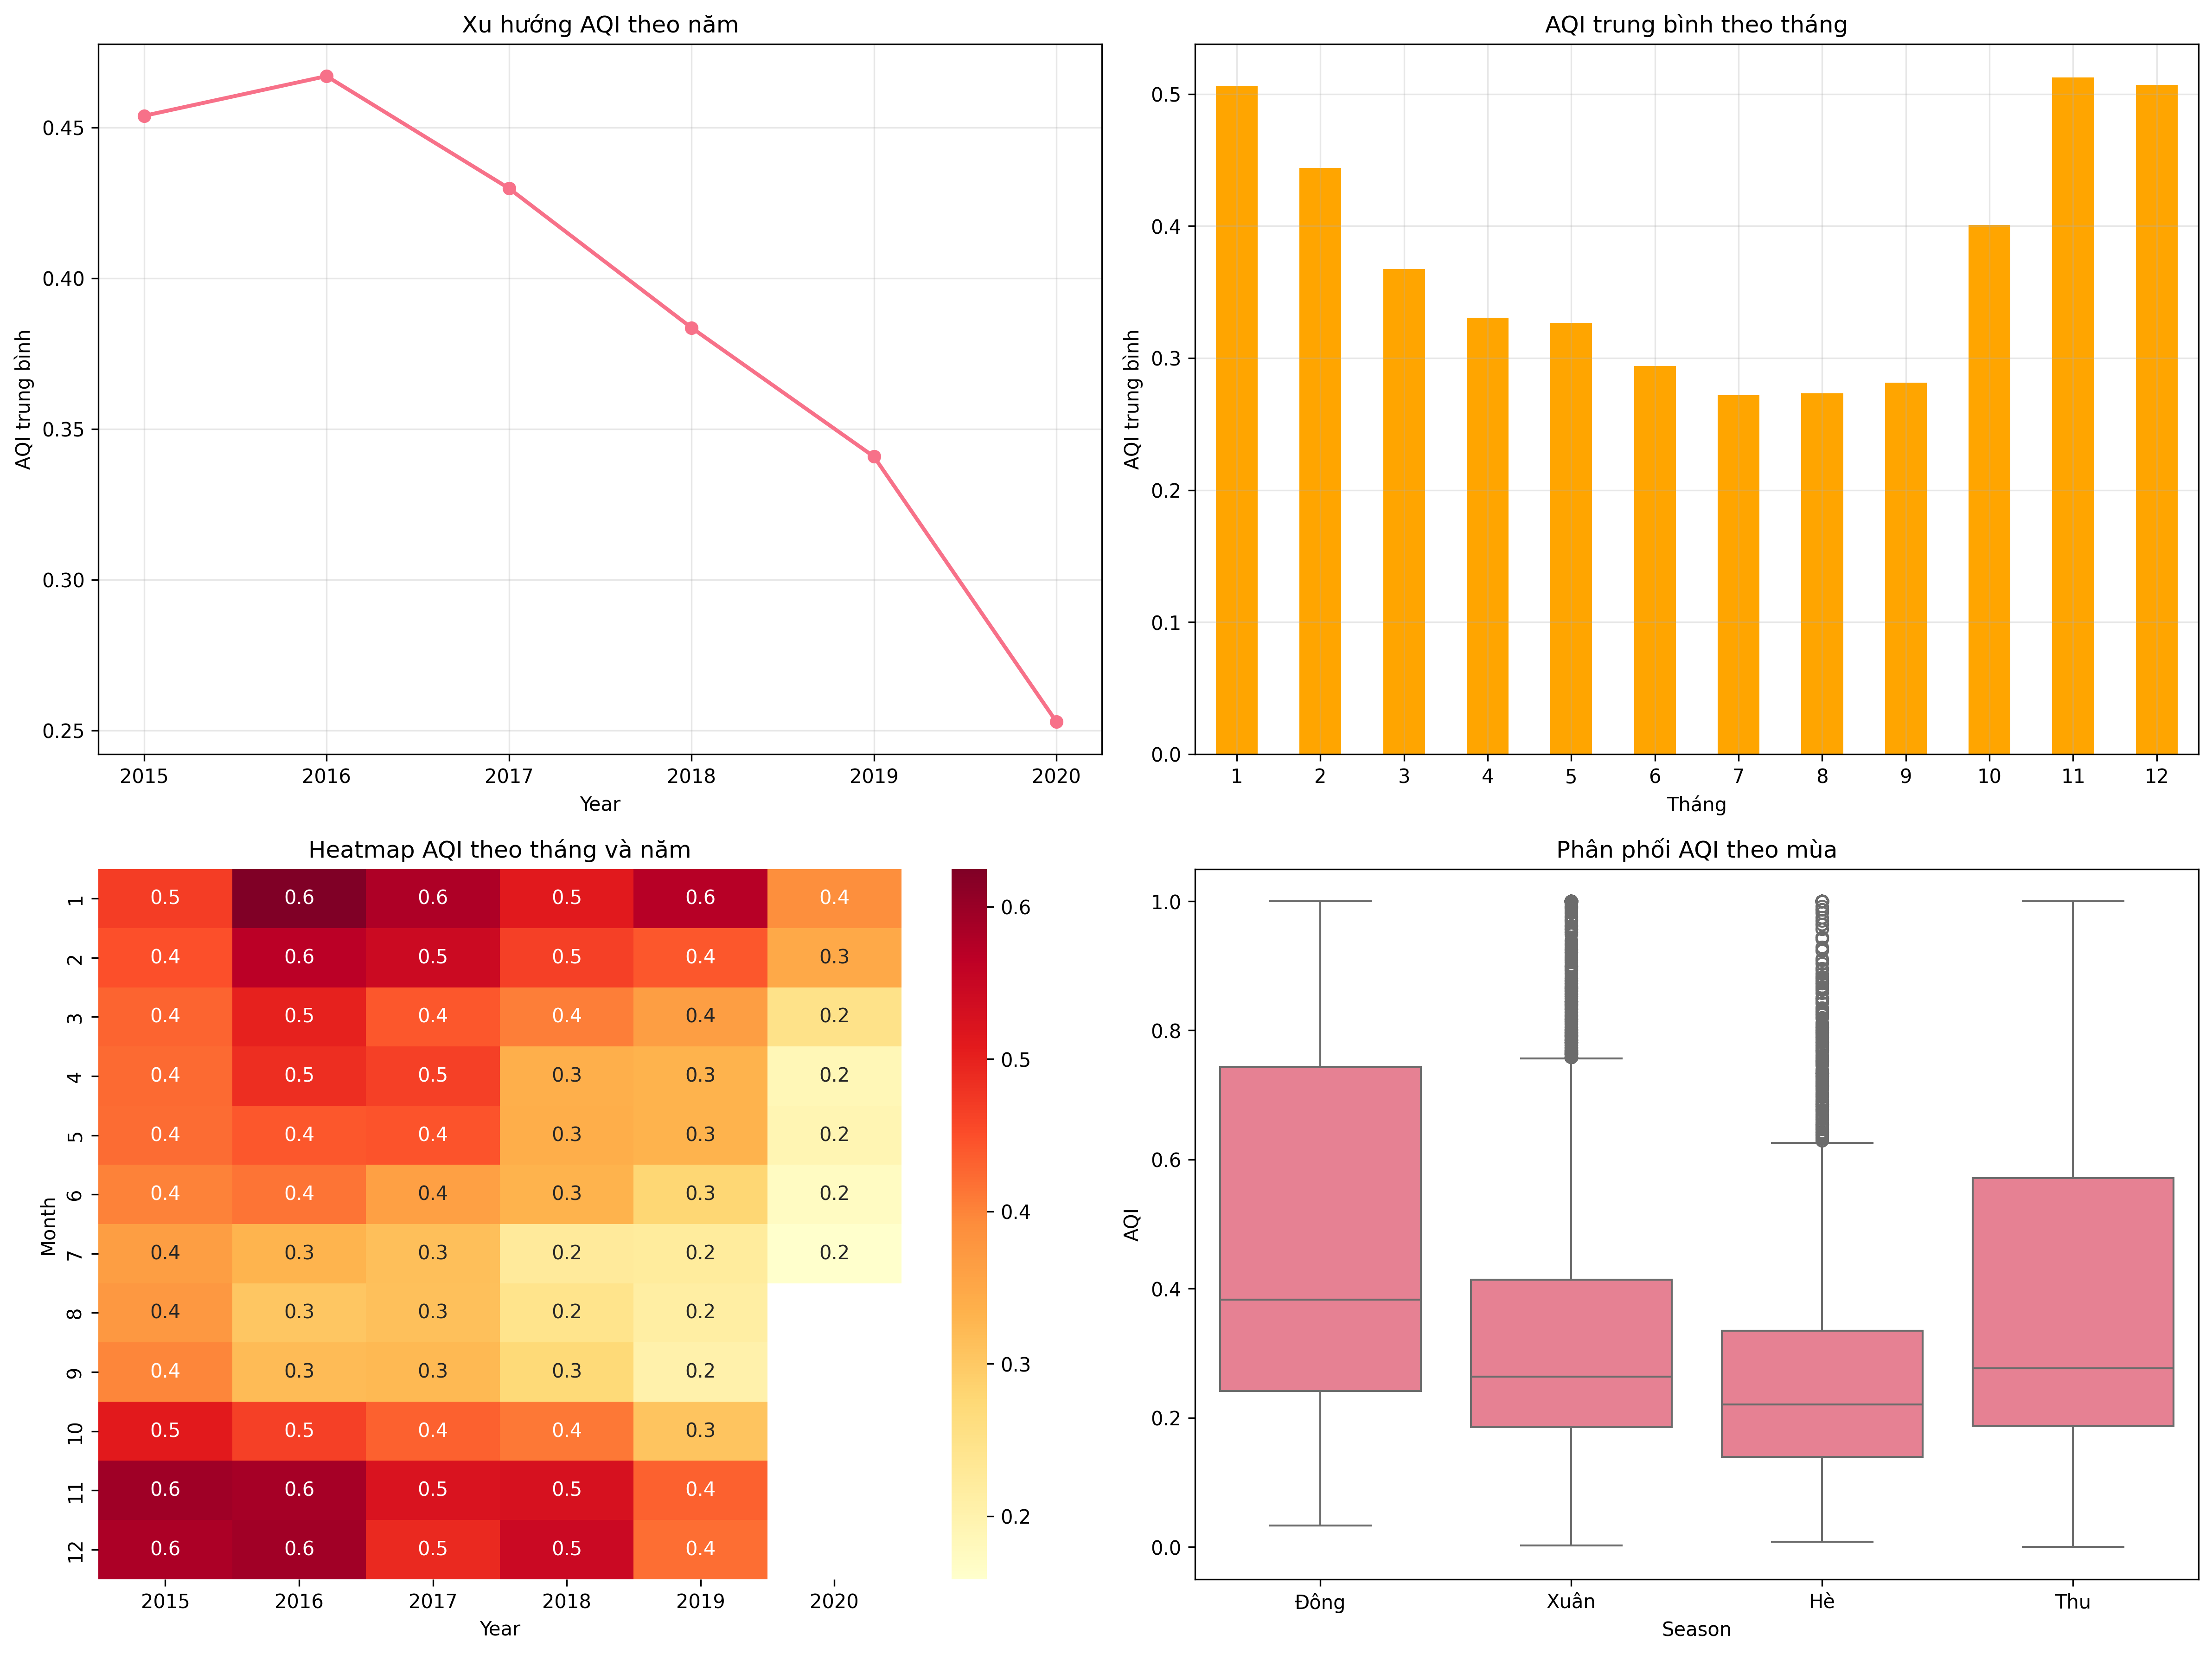 Xu hướng AQI theo năm
AQI trung bình
0.45
0.40
0.35
0.30
0.25
2015 2016 2017 2018 2019 2020
Year
AQI trung bình theo tháng
AQI trung bình
0.5
0.4
0.3
0.2
0.1
0.0
1 2 3 4 5 6 7 8 9 10 11 12
Tháng
Heatmap AQI theo tháng và năm
Month
1 0.5 0.6 0.6 0.5 0.6 0.4
2 0.4 0.6 0.5 0.5 0.4 0.3
3 0.4 0.5 0.4 0.4 0.4 0.2
4 0.4 0.5 0.5 0.3 0.3 0.2
5 0.4 0.4 0.4 0.3 0.3 0.2
6 0.4 0.4 0.4 0.3 0.3 0.2
7 0.4 0.3 0.3 0.2 0.2 0.2
8 0.4 0.3 0.3 0.2 0.2
9 0.4 0.3 0.3 0.3 0.2
10 0.5 0.5 0.4 0.4 0.3
11 0.6 0.6 0.5 0.5 0.4
12 0.6 0.6 0.5 0.5 0.4
2015 2016 2017 2018 2019 2020
Year
0.6
0.5
0.4
0.3
0.2
Phân phối AQI theo mùa
AQI
1.0
0.8
0.6
0.4
0.2
0.0
Đông Xuân Hè Thu
Season